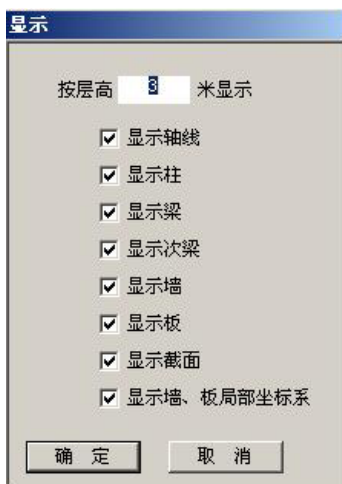 显示
按层高 3 米显示
显示轴线
显示柱
显示梁
显示次梁
显示墙
显示板
显示截面
显示墙、板局部坐标系
确 定 取 消